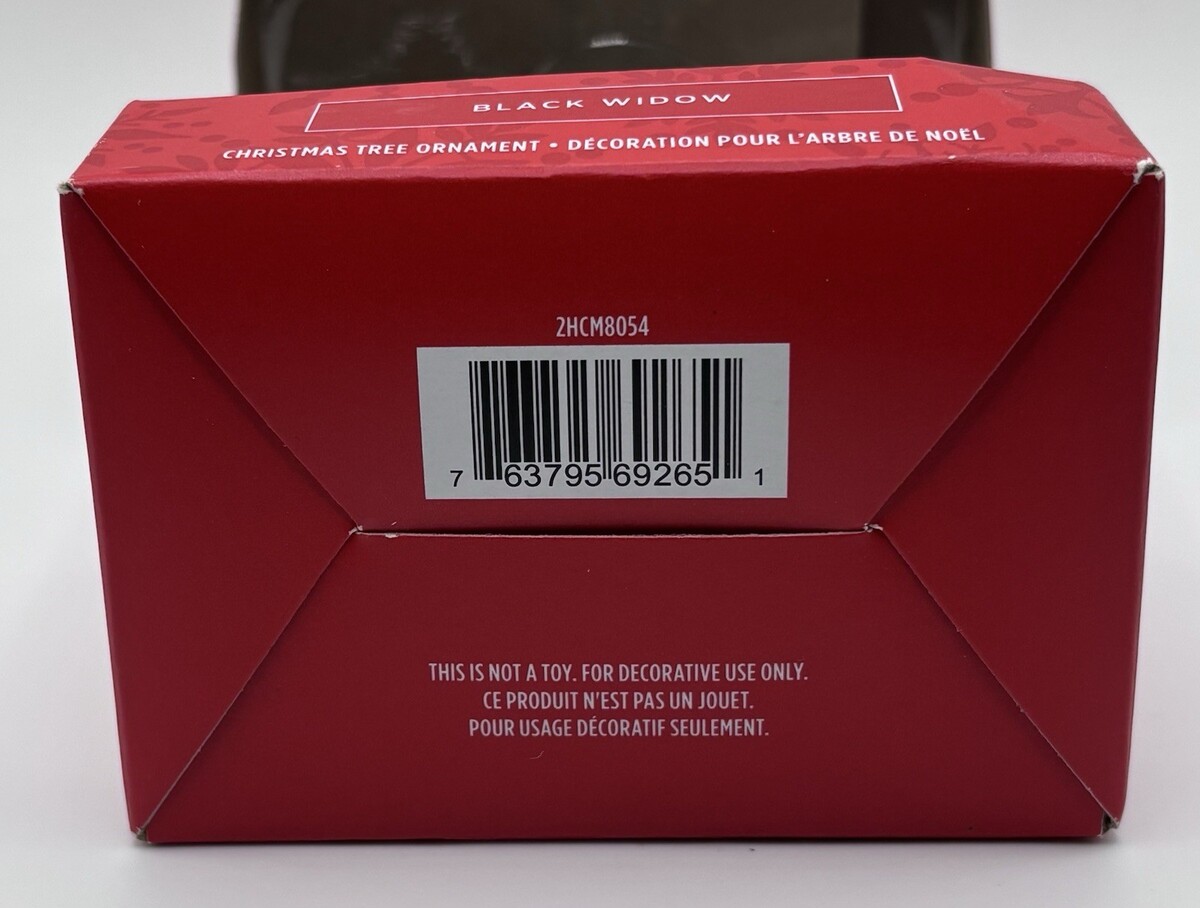 BLACK WIDOW
CHRISTMAS TREE ORNAMENT • DÉCORATION POUR L'ARBRE DE NOËL
2HCM8054
7 63795 69265 1
THIS IS NOT A TOY. FOR DECORATIVE USE ONLY.
CE PRODUIT N'EST PAS UN JOUET.
POUR USAGE DÉCORATIF SEULEMENT.